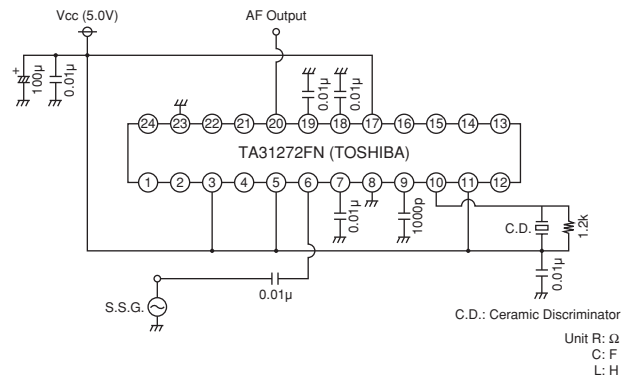 Vcc (5.0V)
AF Output
+
100μ
0.01μ
0.01μ
0.01μ
24 23 22 21 20 19 18 17 16 15 14 13
TA31272FN (TOSHIBA)
1 2 3 4 5 6 7 8 9 10 11 12
0.01μ
1000p
C.D.
1.2k
0.01μ
0.01μ
S.S.G.
C.D.: Ceramic Discriminator
Unit R: Ω
C: F
L: H